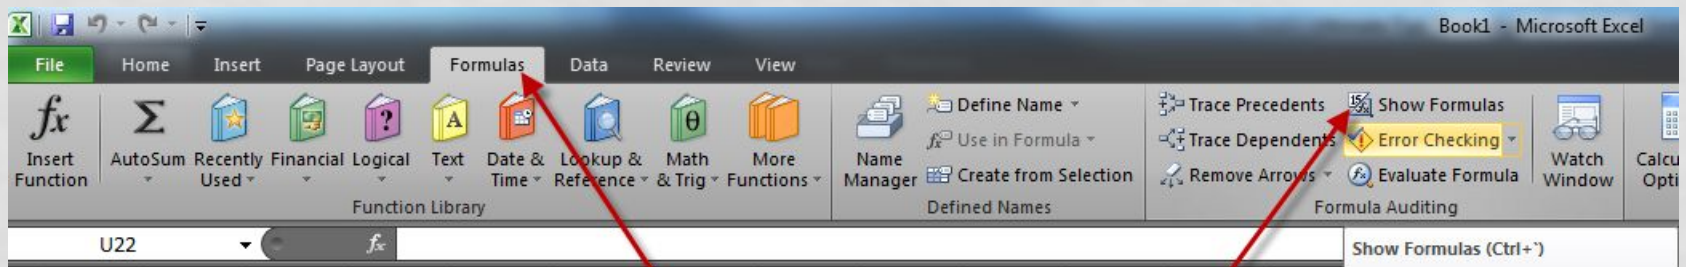 Book1 - Microsoft Excel
File Home Insert Page Layout Formulas Data Review View
fx Σ ? A θ Define Name Trace Precedents Show Formulas
Use in Formula Trace Dependents Error Checking
Insert Function AutoSum Recently Used Financial Logical Text Date & Time Lookup & Reference Math & Trig More Functions Name Manager Create from Selection Remove Arrows Evaluate Formula Watch Window
Function Library Defined Names Formula Auditing
U22 fx Show Formulas (Ctrl+`)